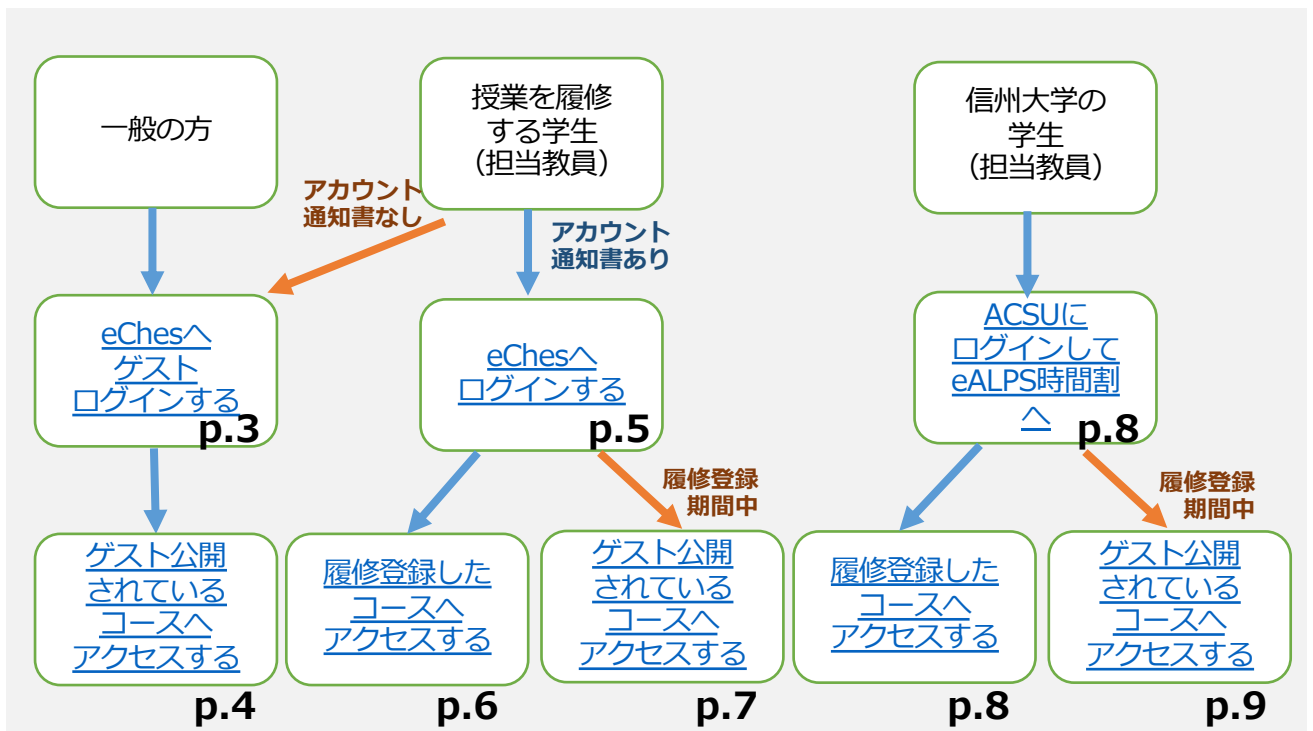 一般の方
授業を履修
する学生
（担当教員）
信州大学の
学生
（担当教員）
アカウント
通知書なし
アカウント
通知書あり
eChesへ
ゲスト
ログインする
p.3
eChesへ
ログインする
p.5
ACSUに
ログインして
eALPS時間割
へ
p.8
履修登録
期間中
履修登録
期間中
ゲスト公開
されている
コースへ
アクセスする
p.4
履修登録した
コースへ
アクセスする
p.6
ゲスト公開
されている
コースへ
アクセスする
p.7
履修登録した
コースへ
アクセスする
p.8
ゲスト公開
されている
コースへ
アクセスする
p.9